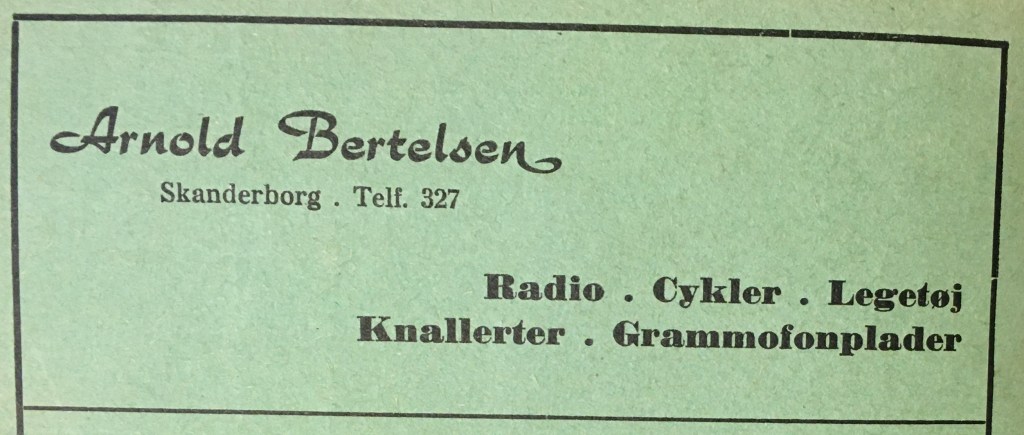 Arnold Bertelsen
Skanderborg . Telf. 327
Radio . Cykler . Legetøj
Knallerter . Grammofonplader